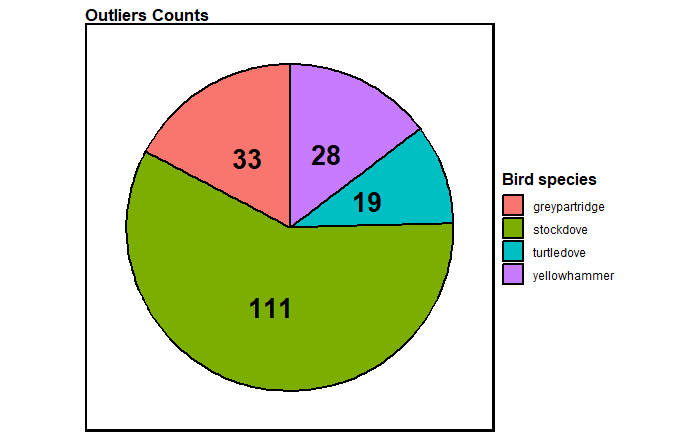 Outliers Counts
33
28
19
111
Bird species
greypartridge
stockdove
turtledove
yellowhammer